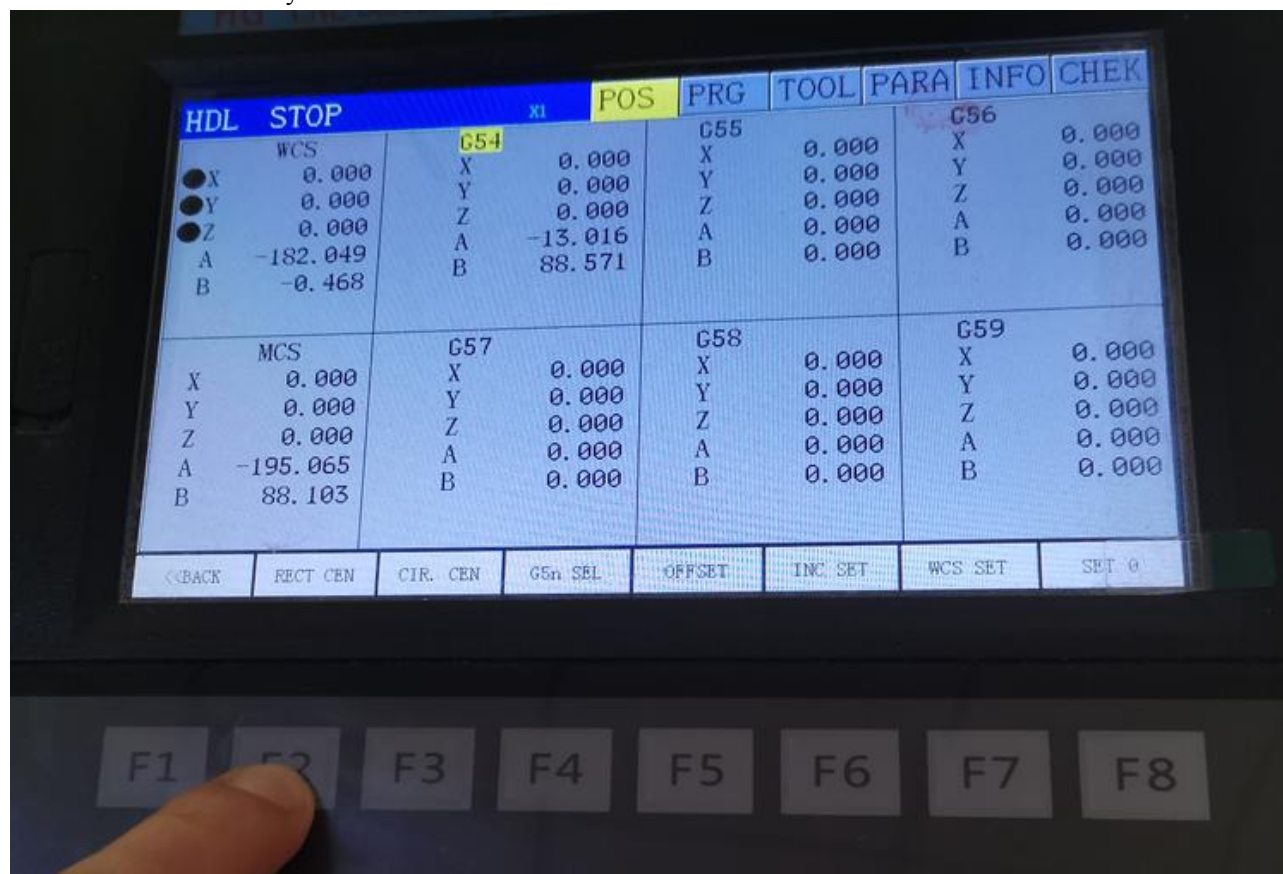 HDL STOP X1 POS PRG TOOL PARA INFO CHEK
WCS
X 0.000
Y 0.000
Z 0.000
A -182.049
B -0.468
G54
X 0.000
Y 0.000
Z 0.000
A -13.016
B 88.571
G55
X 0.000
Y 0.000
Z 0.000
A 0.000
B 0.000
G56
X 0.000
Y 0.000
Z 0.000
A 0.000
B 0.000
MCS
X 0.000
Y 0.000
Z 0.000
A -195.065
B 88.103
G57
X 0.000
Y 0.000
Z 0.000
A 0.000
B 0.000
G58
X 0.000
Y 0.000
Z 0.000
A 0.000
B 0.000
G59
X 0.000
Y 0.000
Z 0.000
A 0.000
B 0.000
<<BACK RECT CEN CIR. CEN G5n SEL OFFSET INC SET WCS SET SET 0
F1 F2 F3 F4 F5 F6 F7 F8